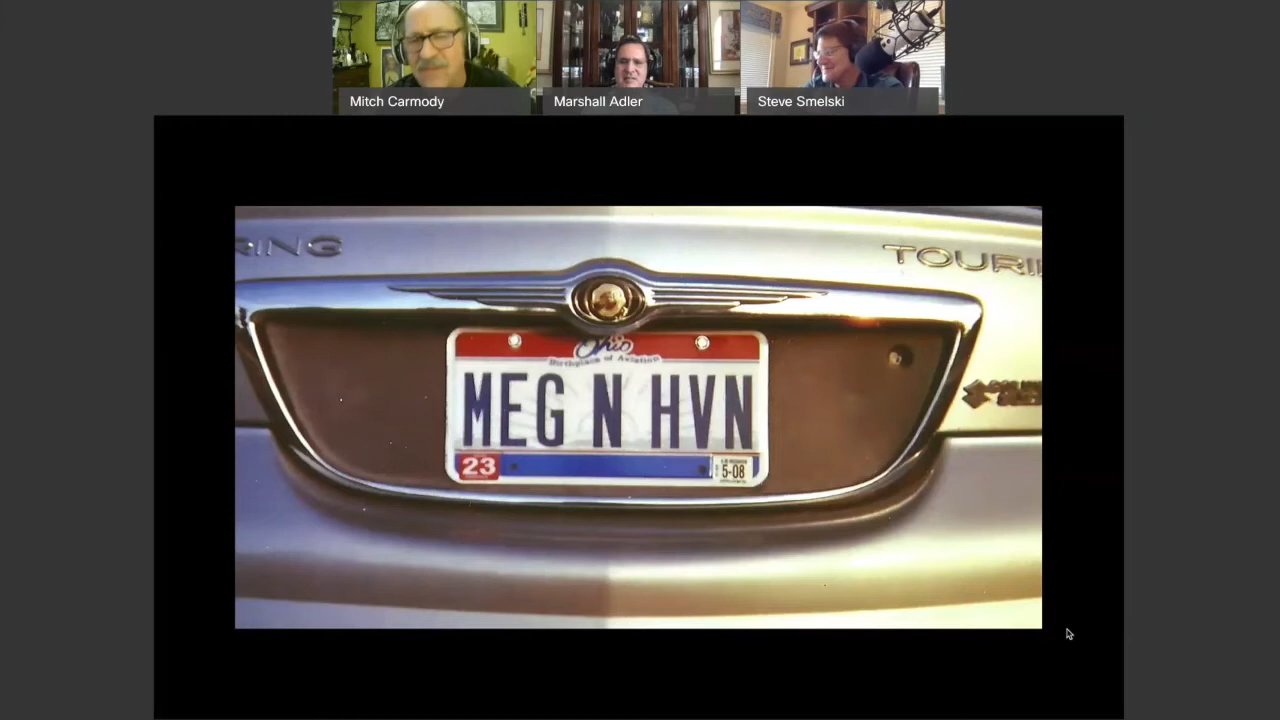 Mitch Carmody
Marshall Adler
Steve Smelski
RING
TOURI
Ohio
Birthplace of Aviation
MEG N HVN
23
5-08